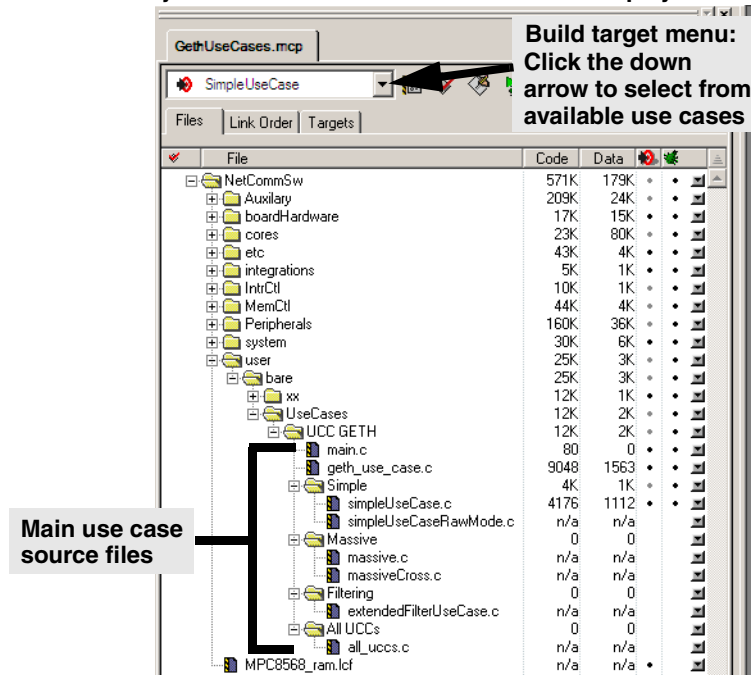 GethUseCases.mcp
Build target menu:
Click the down
arrow to select from
available use cases
SimpleUseCase
Files Link Order Targets
File Code Data
NetCommSw 571K 179K
Auxilary 209K 24K
boardHardware 17K 15K
cores 23K 80K
etc 43K 4K
integrations 5K 1K
IntrCtl 10K 1K
MemCtl 44K 4K
Peripherals 160K 36K
system 30K 6K
user 25K 3K
bare 25K 3K
xx 12K 1K
UseCases 12K 2K
UCC GETH 12K 2K
main.c 80 0
geth_use_case.c 9048 1563
Simple 4K 1K
simpleUseCase.c 4176 1112
simpleUseCaseRawMode.c n/a n/a
Main use case
source files
Massive 0 0
massive.c n/a n/a
massiveCross.c n/a n/a
Filtering 0 0
extendedFilterUseCase.c n/a n/a
All UCCs 0 0
all_uccs.c n/a n/a
MPC8568_ram.lcf n/a n/a